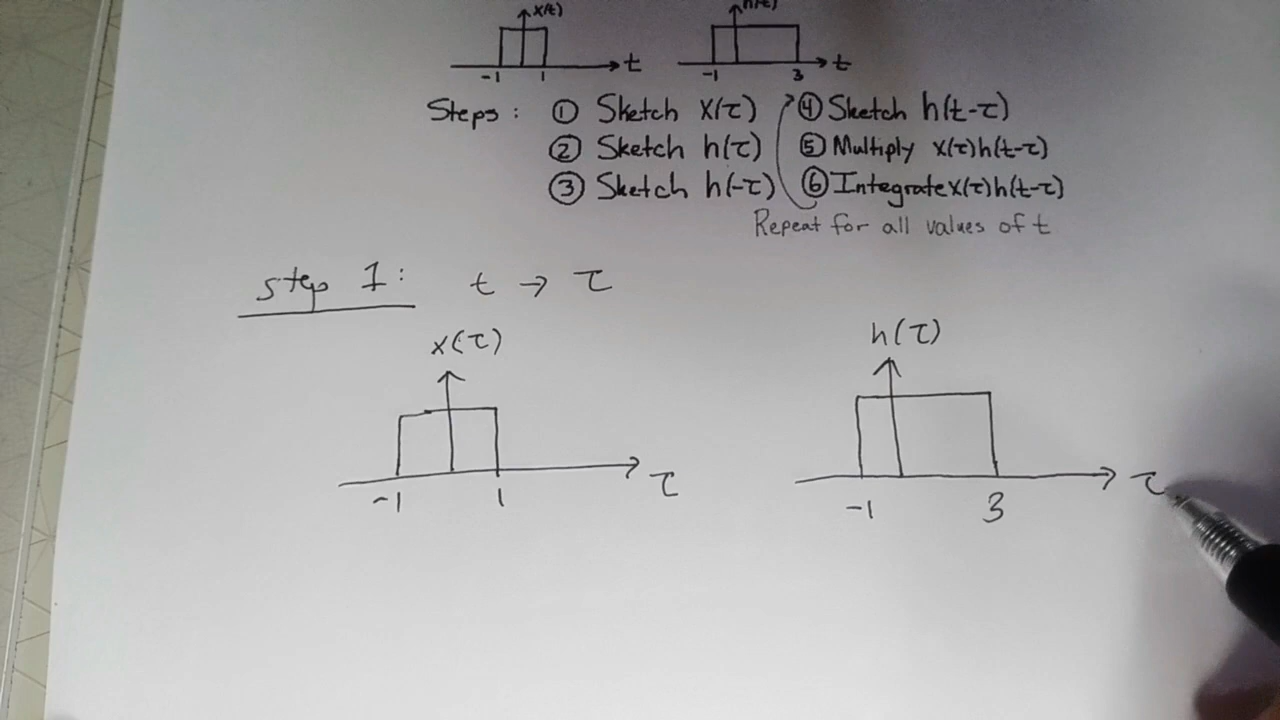 x(t) h(t)
-1 1 t -1 3 t
Steps : ① Sketch x(τ) ④ Sketch h(t-τ)
② Sketch h(τ) ⑤ Multiply x(τ)h(t-τ)
③ Sketch h(-τ) ⑥ Integrate x(τ)h(t-τ)
Repeat for all values of t
step 1: t → τ
x(τ) h(τ)
-1 1 τ -1 3 τ